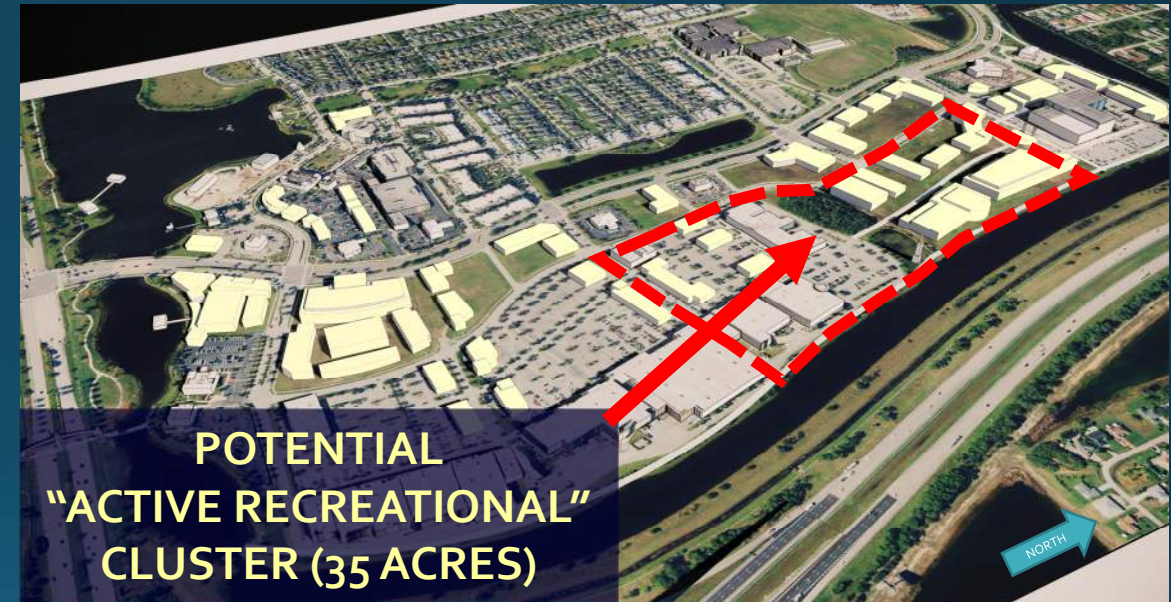 POTENTIAL
“ACTIVE RECREATIONAL”
CLUSTER (35 ACRES)
NORTH